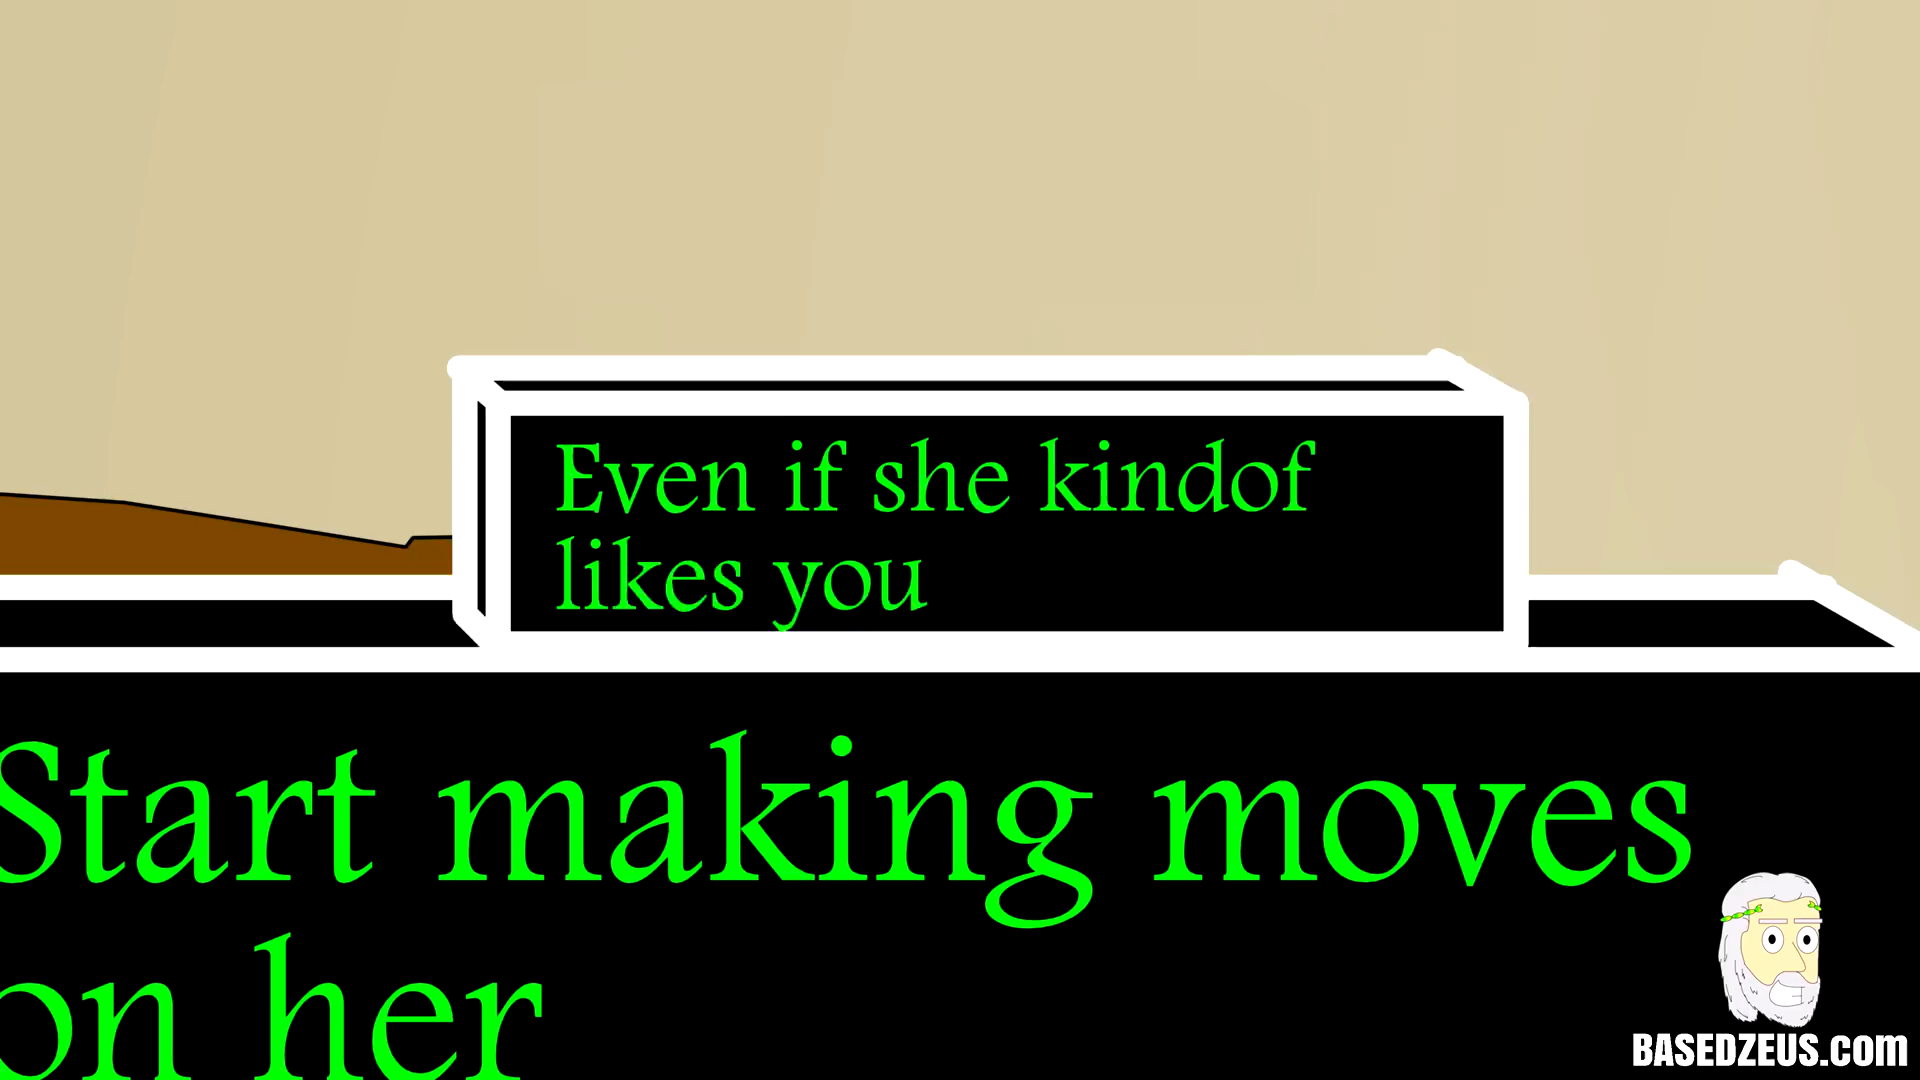 Even if she kindof
likes you
Start making moves
on her
BASEDZEUS.com